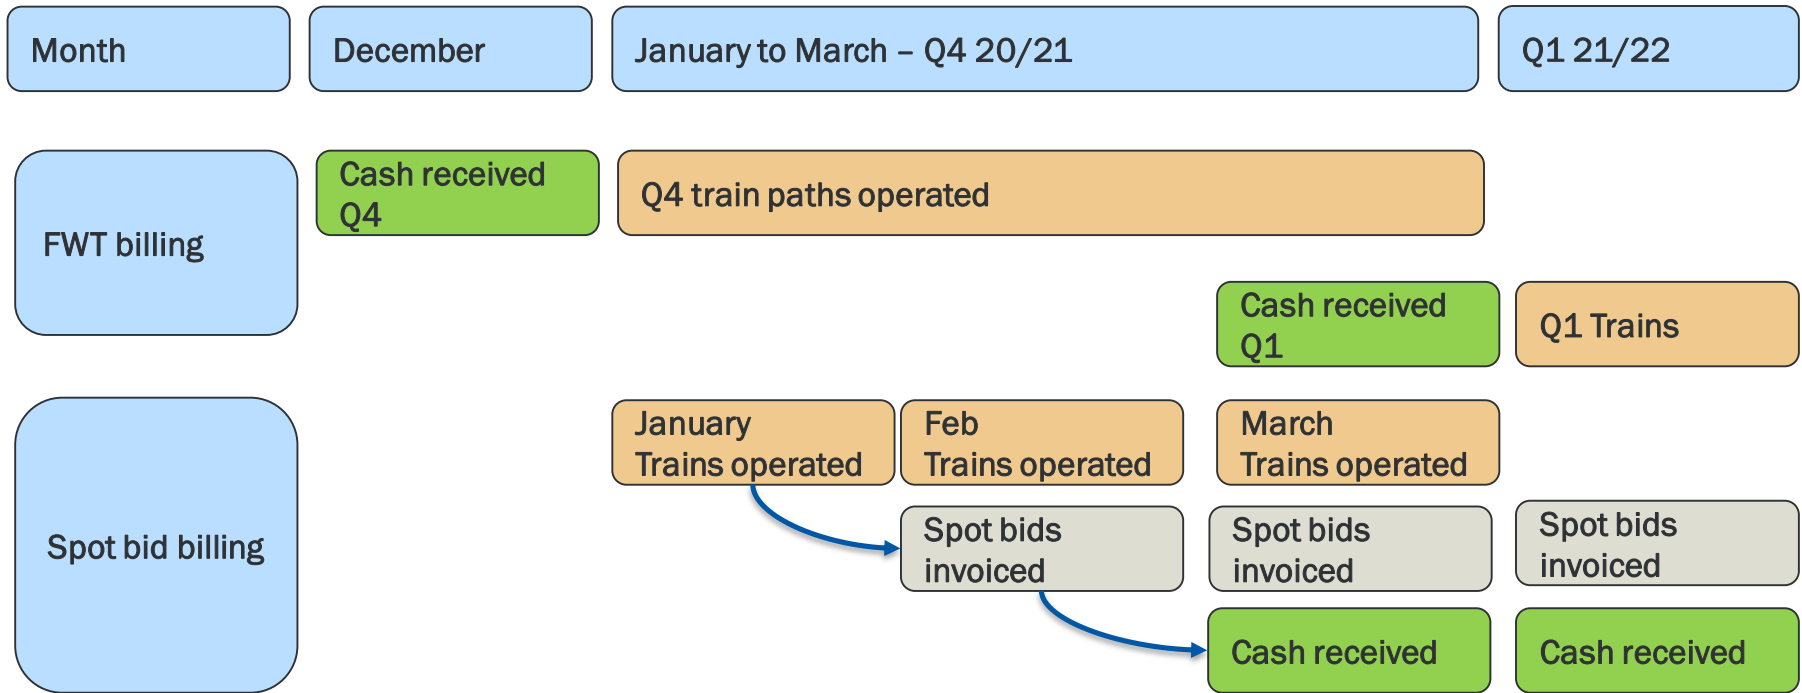 Month
December
January to March – Q4 20/21
Q1 21/22
FWT billing
Cash received
Q4
Q4 train paths operated
Cash received
Q1
Q1 Trains
Spot bid billing
January
Trains operated
Feb
Trains operated
March
Trains operated
Spot bids
invoiced
Spot bids
invoiced
Spot bids
invoiced
Cash received
Cash received